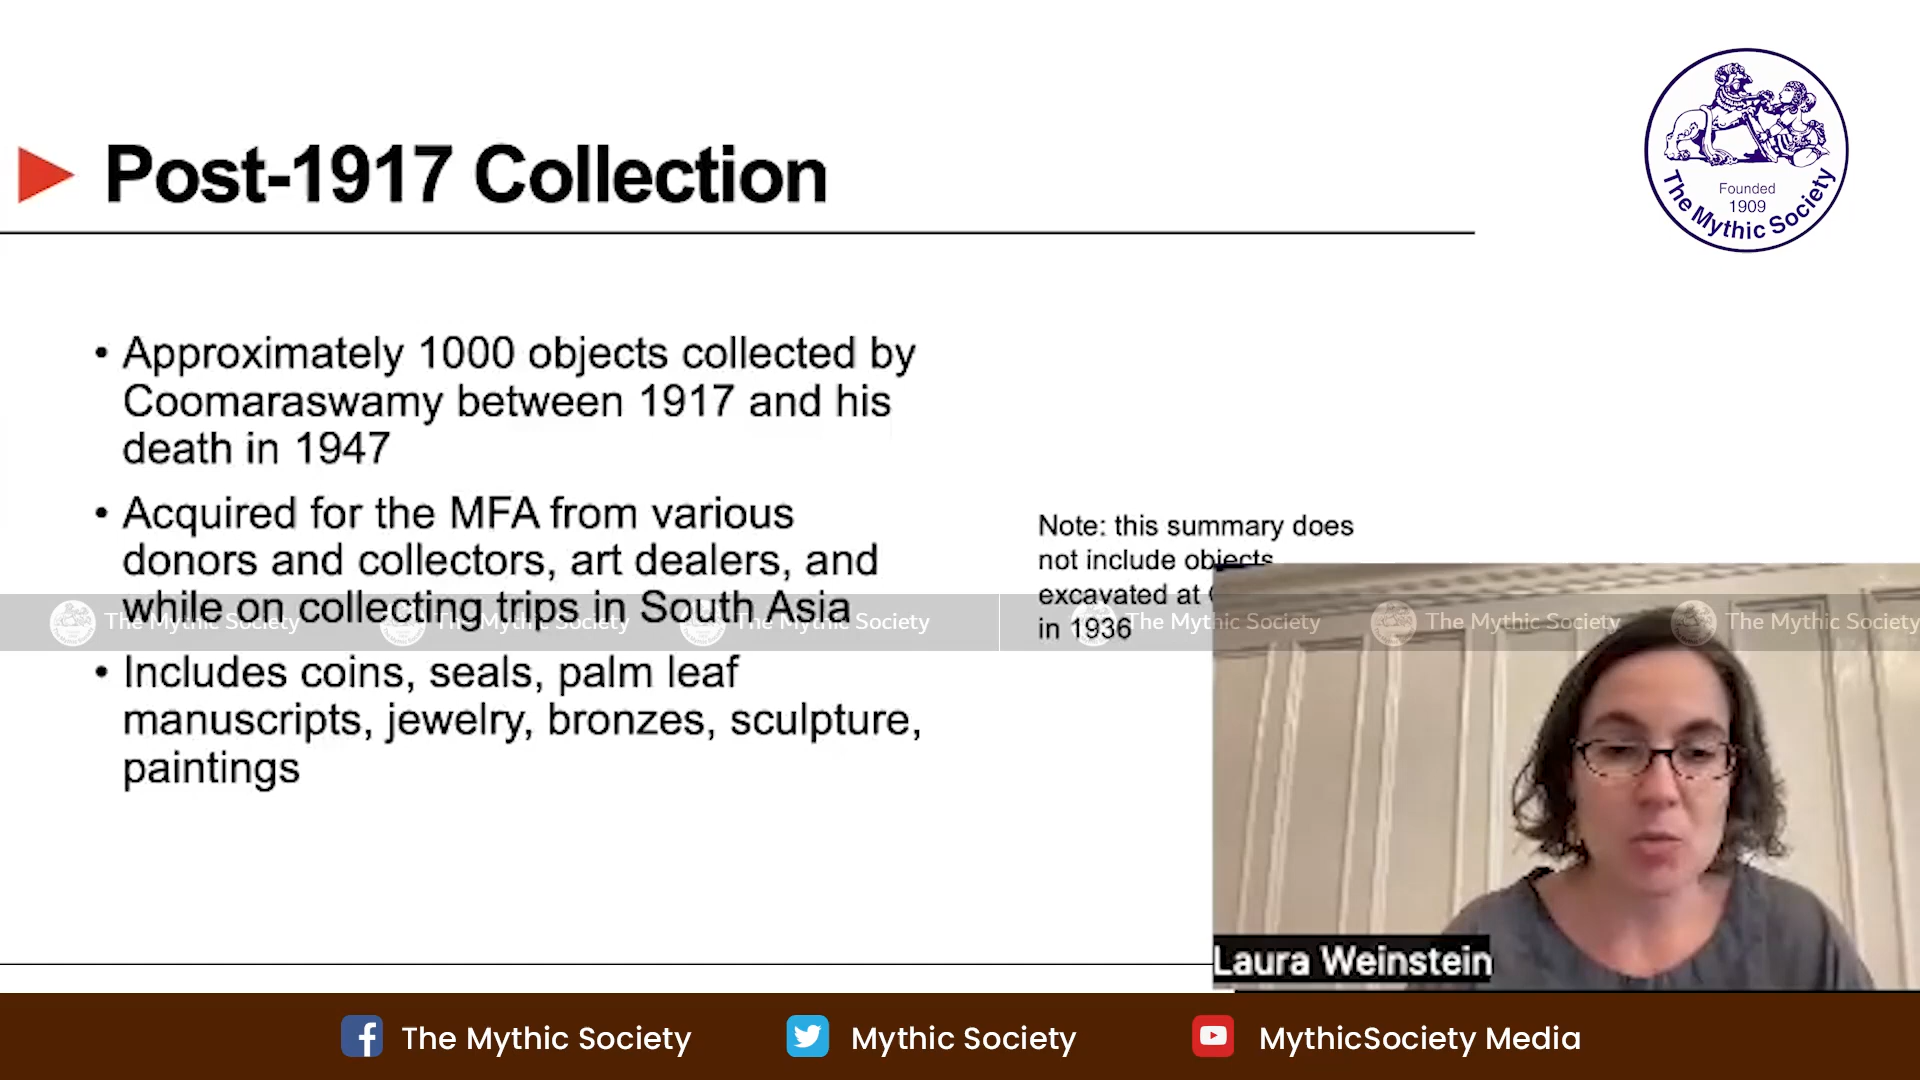 Post-1917 Collection
Founded
1909
The Mythic Society
• Approximately 1000 objects collected by
Coomaraswamy between 1917 and his
death in 1947
• Acquired for the MFA from various
donors and collectors, art dealers, and
while on collecting trips in South Asia
• Includes coins, seals, palm leaf
manuscripts, jewelry, bronzes, sculpture,
paintings
Note: this summary does
not include objects
excavated at
in 1936
The Mythic Society The Mythic Society The Mythic Society The Mythic Society The Mythic Society The Mythic Society
Laura Weinstein
The Mythic Society Mythic Society MythicSociety Media